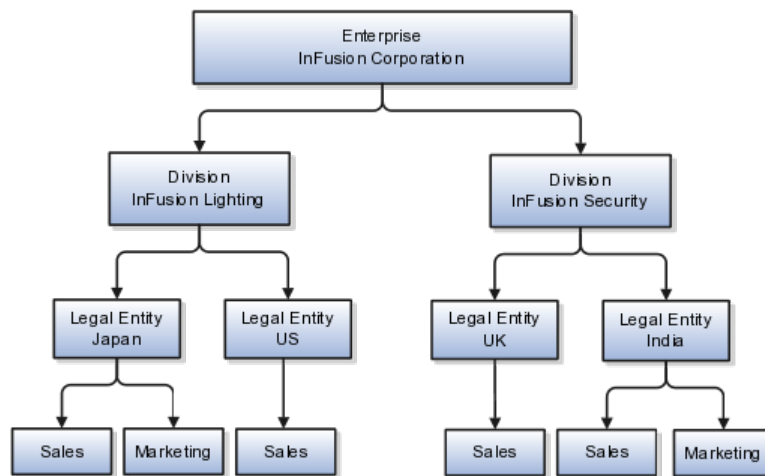 Enterprise
InFusion Corporation
Division
InFusion Lighting
Division
InFusion Security
Legal Entity
Japan
Legal Entity
US
Legal Entity
UK
Legal Entity
India
Sales
Marketing
Sales
Sales
Sales
Marketing